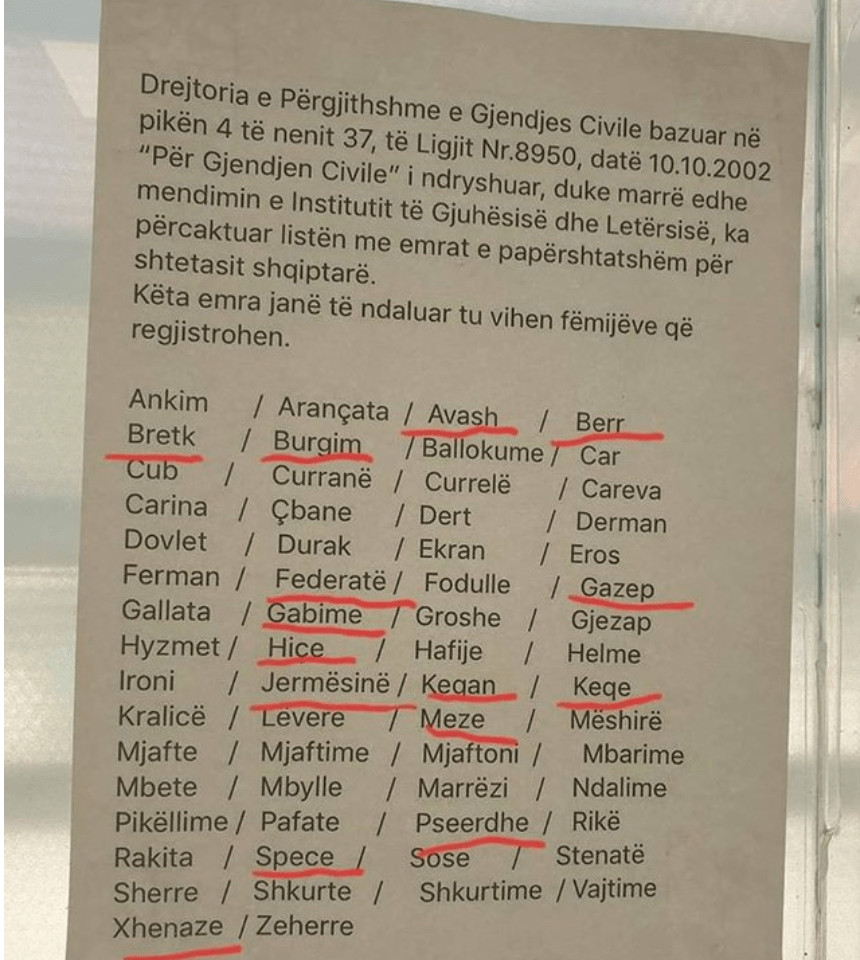 Drejtoria e Përgjithshme e Gjendjes Civile bazuar në
pikën 4 të nenit 37, të Ligjit Nr.8950, datë 10.10.2002
“Për Gjendjen Civile” i ndryshuar, duke marrë edhe
mendimin e Institutit të Gjuhësisë dhe Letërsisë, ka
përcaktuar listën me emrat e papërshtatshëm për
shtetasit shqiptarë.
Këta emra janë të ndaluar tu vihen fëmijëve që
regjistrohen.
Ankim / Arançata / Avash / Berr
Bretk / Burgim / Ballokume / Car
Cub / Curranë / Currelë / Careva
Carina / Çbane / Dert / Derman
Dovlet / Durak / Ekran / Eros
Ferman / Federatë / Fodulle / Gazep
Gallata / Gabime / Groshe / Gjezap
Hyzmet / Hice / Hafije / Helme
Ironi / Jermësinë / Keqan / Keqe
Kralicë / Lëvere / Meze / Mëshirë
Mjafte / Mjaftime / Mjaftoni / Mbarime
Mbete / Mbylle / Marrëzi / Ndalime
Pikëllime / Pafate / Pseerdhe / Rikë
Rakita / Spece / Sose / Stenatë
Sherre / Shkurte / Shkurtime / Vajtime
Xhenaze / Zeherre